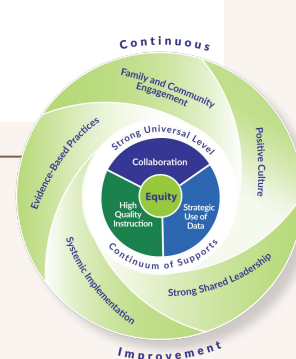 Continuous
Family and Community
Engagement
Evidence-Based Practices
Positive Culture
Strong Universal Level
Collaboration
Equity
High
Quality
Instruction
Strategic
Use of
Data
Continuum of Supports
Systemic Implementation
Strong Shared Leadership
Improvement